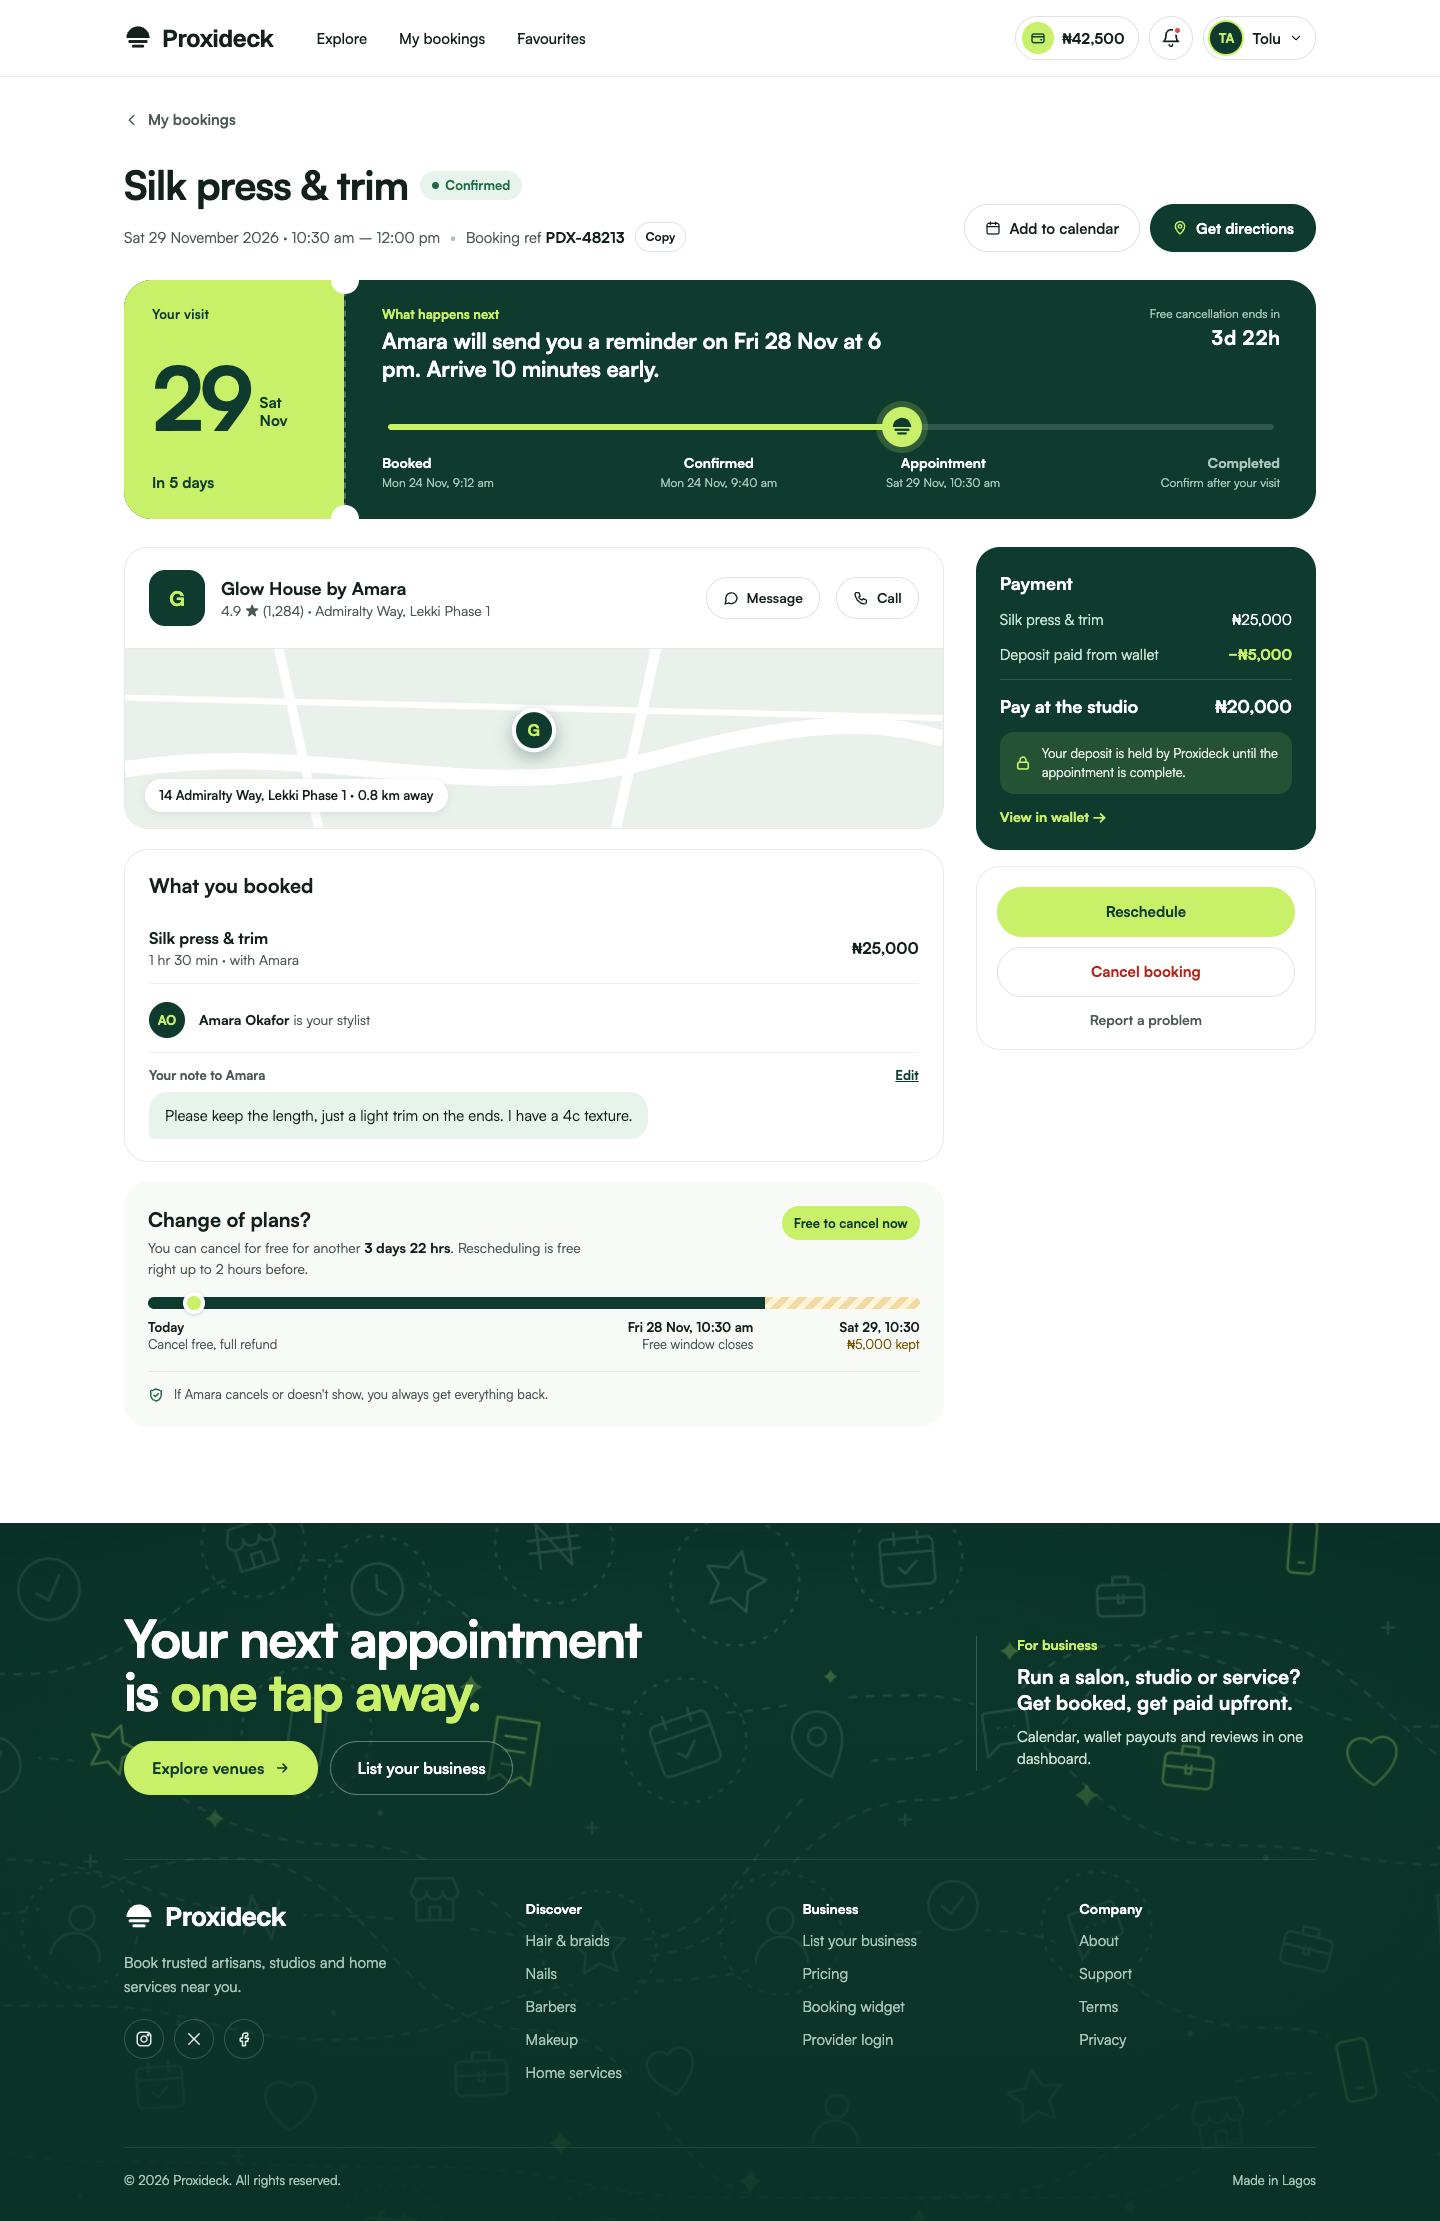 Proxideck
Explore
My bookings
Favourites
₦42,500
TA
Tolu
My bookings
Silk press & trim
Confirmed
Sat 29 November 2026 · 10:30 am — 12:00 pm
Booking ref PDX-48213
Copy
Add to calendar
Get directions
Your visit
29
Sat
Nov
In 5 days
What happens next
Amara will send you a reminder on Fri 28 Nov at 6
pm. Arrive 10 minutes early.
Free cancellation ends in
3d 22h
Booked
Mon 24 Nov, 9:12 am
Confirmed
Mon 24 Nov, 9:40 am
Appointment
Sat 29 Nov, 10:30 am
Completed
Confirm after your visit
G
Glow House by Amara
4.9 ★ (1,284) · Admiralty Way, Lekki Phase 1
Message
Call
G
14 Admiralty Way, Lekki Phase 1 · 0.8 km away
Payment
Silk press & trim
₦25,000
Deposit paid from wallet
−₦5,000
Pay at the studio
₦20,000
Your deposit is held by Proxideck until the
appointment is complete.
View in wallet →
Reschedule
Cancel booking
Report a problem
What you booked
Silk press & trim
1 hr 30 min · with Amara
₦25,000
AO
Amara Okafor is your stylist
Your note to Amara
Edit
Please keep the length, just a light trim on the ends. I have a 4c texture.
Change of plans?
You can cancel for free for another 3 days 22 hrs. Rescheduling is free
right up to 2 hours before.
Free to cancel now
Today
Cancel free, full refund
Fri 28 Nov, 10:30 am
Free window closes
Sat 29, 10:30
₦5,000 kept
If Amara cancels or doesn't show, you always get everything back.
Your next appointment
is one tap away.
Explore venues →
List your business
For business
Run a salon, studio or service?
Get booked, get paid upfront.
Calendar, wallet payouts and reviews in one
dashboard.
Proxideck
Book trusted artisans, studios and home
services near you.
Discover
Hair & braids
Nails
Barbers
Makeup
Home services
Business
List your business
Pricing
Booking widget
Provider login
Company
About
Support
Terms
Privacy
© 2026 Proxideck. All rights reserved.
Made in Lagos